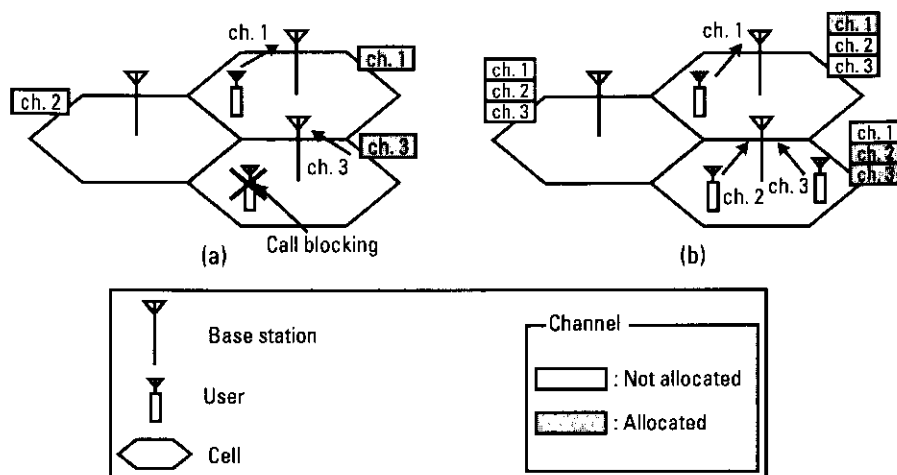 ch. 1
ch. 1
ch. 2
ch. 3
ch. 3
Call blocking
(a)
ch. 1
ch. 1
ch. 2
ch. 3
ch. 1
ch. 2
ch. 3
ch. 1
ch. 2
ch. 3
ch. 2
ch. 3
(b)
Base station
User
Cell
Channel
: Not allocated
: Allocated